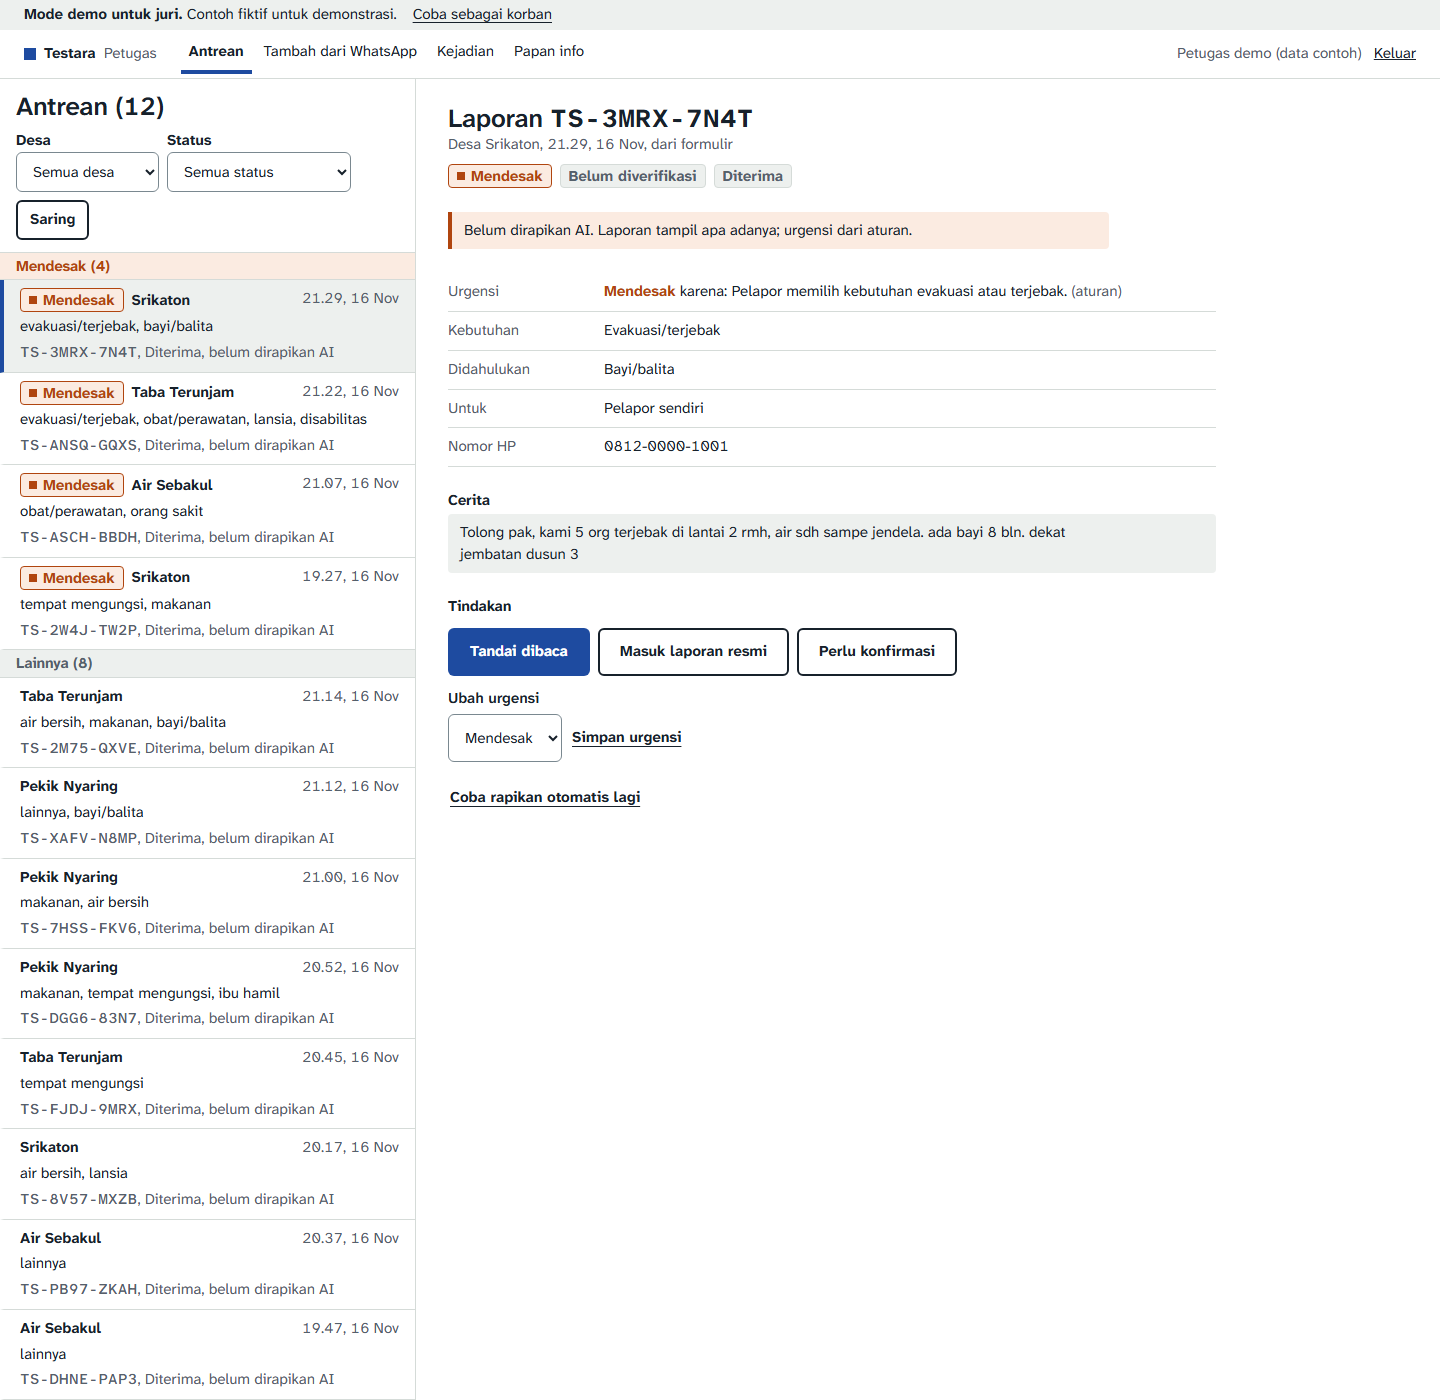 Mode demo untuk juri. Contoh fiktif untuk demonstrasi. Coba sebagai korban
Testara Petugas Antrean Tambah dari WhatsApp Kejadian Papan info Petugas demo (data contoh) Keluar
Antrean (12)
Desa Status
Semua desa Semua status
Saring
Mendesak (4)
Mendesak Srikaton 21.29, 16 Nov
evakuasi/terjebak, bayi/balita
TS-3MRX-7N4T, Diterima, belum dirapikan AI
Mendesak Taba Terunjam 21.22, 16 Nov
evakuasi/terjebak, obat/perawatan, lansia, disabilitas
TS-ANSQ-GQXS, Diterima, belum dirapikan AI
Mendesak Air Sebakul 21.07, 16 Nov
obat/perawatan, orang sakit
TS-ASCH-BBDH, Diterima, belum dirapikan AI
Mendesak Srikaton 19.27, 16 Nov
tempat mengungsi, makanan
TS-2W4J-TW2P, Diterima, belum dirapikan AI
Lainnya (8)
Taba Terunjam 21.14, 16 Nov
air bersih, makanan, bayi/balita
TS-2M75-QXVE, Diterima, belum dirapikan AI
Pekik Nyaring 21.12, 16 Nov
lainnya, bayi/balita
TS-XAFV-N8MP, Diterima, belum dirapikan AI
Pekik Nyaring 21.00, 16 Nov
makanan, air bersih
TS-7HSS-FKV6, Diterima, belum dirapikan AI
Pekik Nyaring 20.52, 16 Nov
makanan, tempat mengungsi, ibu hamil
TS-DGG6-83N7, Diterima, belum dirapikan AI
Taba Terunjam 20.45, 16 Nov
tempat mengungsi
TS-FJDJ-9MRX, Diterima, belum dirapikan AI
Srikaton 20.17, 16 Nov
air bersih, lansia
TS-8V57-MXZB, Diterima, belum dirapikan AI
Air Sebakul 20.37, 16 Nov
lainnya
TS-PB97-ZKAH, Diterima, belum dirapikan AI
Air Sebakul 19.47, 16 Nov
lainnya
TS-DHNE-PAP3, Diterima, belum dirapikan AI
Laporan TS-3MRX-7N4T
Desa Srikaton, 21.29, 16 Nov, dari formulir
Mendesak Belum diverifikasi Diterima
Belum dirapikan AI. Laporan tampil apa adanya; urgensi dari aturan.
Urgensi Mendesak karena: Pelapor memilih kebutuhan evakuasi atau terjebak. (aturan)
Kebutuhan Evakuasi/terjebak
Didahulukan Bayi/balita
Untuk Pelapor sendiri
Nomor HP 0812-0000-1001
Cerita
Tolong pak, kami 5 org terjebak di lantai 2 rmh, air sdh sampe jendela. ada bayi 8 bln. dekat
jembatan dusun 3
Tindakan
Tandai dibaca Masuk laporan resmi Perlu konfirmasi
Ubah urgensi
Mendesak Simpan urgensi
Coba rapikan otomatis lagi